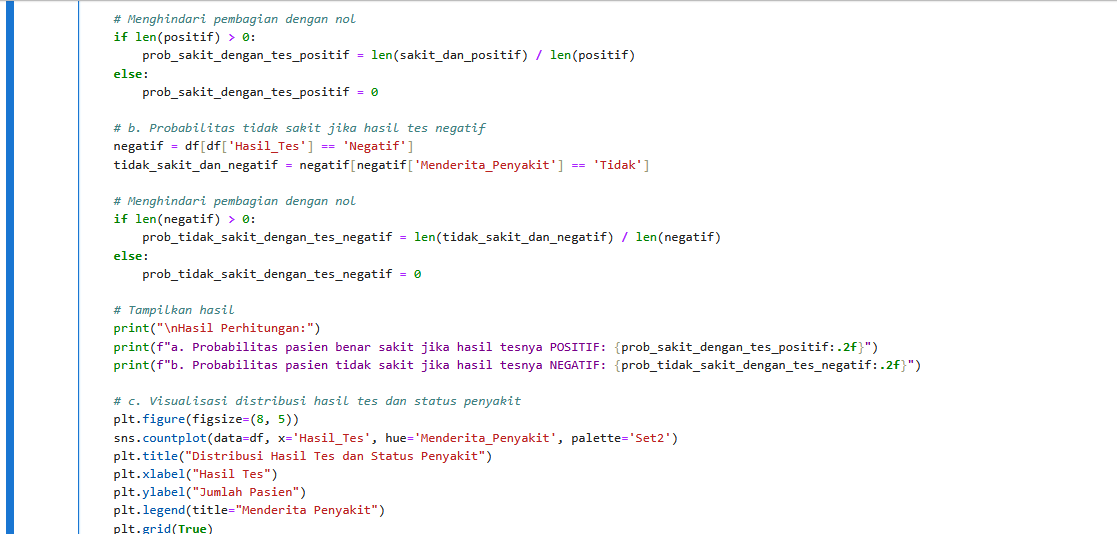 # Menghindari pembagian dengan nol
if len(positif) > 0:
    prob_sakit_dengan_tes_positif = len(sakit_dan_positif) / len(positif)
else:
    prob_sakit_dengan_tes_positif = 0
# b. Probabilitas tidak sakit jika hasil tes negatif
negatif = df[df['Hasil_Tes'] == 'Negatif']
tidak_sakit_dan_negatif = negatif[negatif['Menderita_Penyakit'] == 'Tidak']
# Menghindari pembagian dengan nol
if len(negatif) > 0:
    prob_tidak_sakit_dengan_tes_negatif = len(tidak_sakit_dan_negatif) / len(negatif)
else:
    prob_tidak_sakit_dengan_tes_negatif = 0
# Tampilkan hasil
print("\nHasil Perhitungan:")
print(f"a. Probabilitas pasien benar sakit jika hasil tesnya POSITIF: {prob_sakit_dengan_tes_positif:.2f}")
print(f"b. Probabilitas pasien tidak sakit jika hasil tesnya NEGATIF: {prob_tidak_sakit_dengan_tes_negatif:.2f}")
# c. Visualisasi distribusi hasil tes dan status penyakit
plt.figure(figsize=(8, 5))
sns.countplot(data=df, x='Hasil_Tes', hue='Menderita_Penyakit', palette='Set2')
plt.title("Distribusi Hasil Tes dan Status Penyakit")
plt.xlabel("Hasil Tes")
plt.ylabel("Jumlah Pasien")
plt.legend(title="Menderita Penyakit")
plt.grid(True)